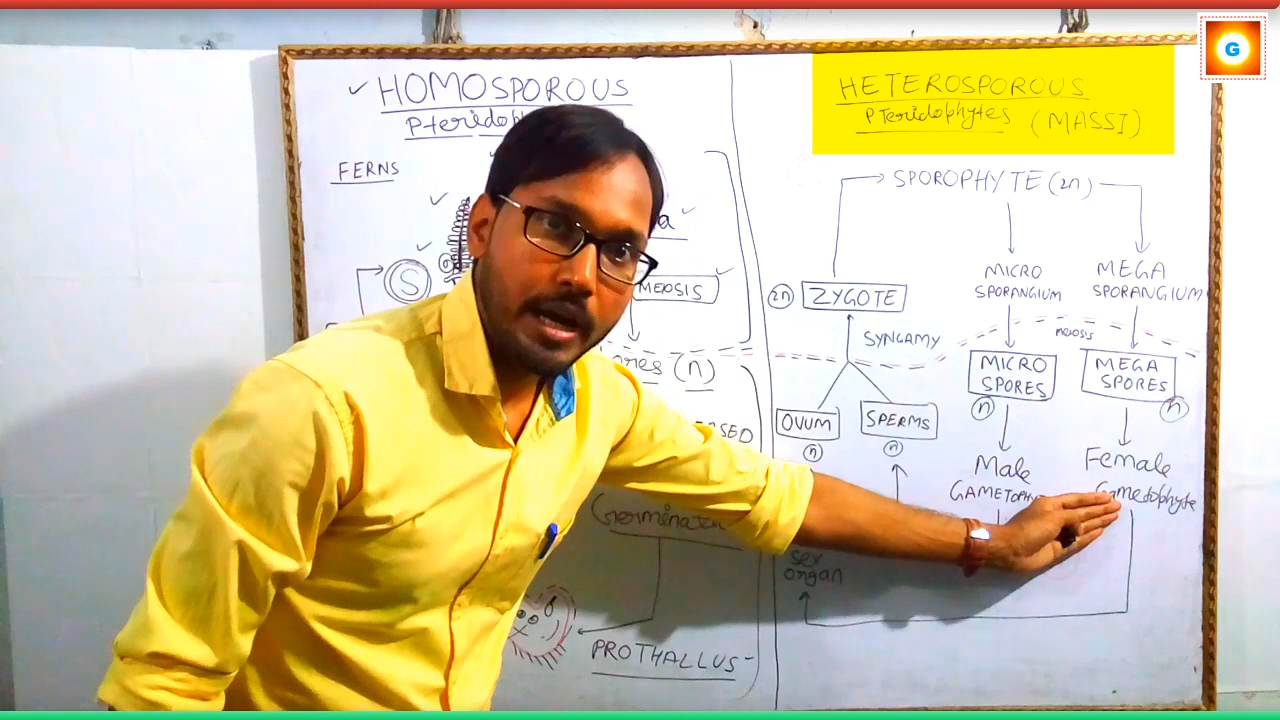 ✓ HOMOSPOROUS
FERNS
S
MEIOSIS
(n)
PROTHALLUS
HETEROSPOROUS
Pteridophytes (MASSI)
SPOROPHYTE (2n)
MICRO
SPORANGIUM
MEGA
SPORANGIUM
2n ZYGOTE
SYNGAMY
meiosis
MICRO
SPORES
n
MEGA
SPORES
n
OVUM
n
SPERMS
n
Male
Female
Gametophyte
sex
organ
G